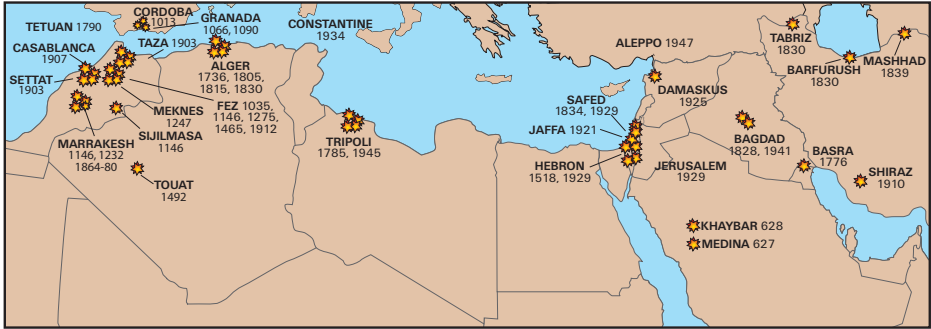 CORDOBA
1013
GRANADA
1066, 1090
TETUAN 1790
CONSTANTINE
1934
TAZA 1903
CASABLANCA
1907
ALEPPO 1947
TABRIZ
1830
MASHHAD
1839
BARFURUSH
1830
SETTAT
1903
ALGER
1736, 1805,
1815, 1830
DAMASKUS
1925
SAFED
1834, 1929
MEKNES
1247
FEZ 1035,
1146, 1275,
1465, 1912
JAFFA 1921
BAGDAD
1828, 1941
SIJILMASA
1146
MARRAKESH
1146, 1232
1864-80
TRIPOLI
1785, 1945
HEBRON
1518, 1929
JERUSALEM
1929
BASRA
1776
SHIRAZ
1910
TOUAT
1492
KHAYBAR 628
MEDINA 627